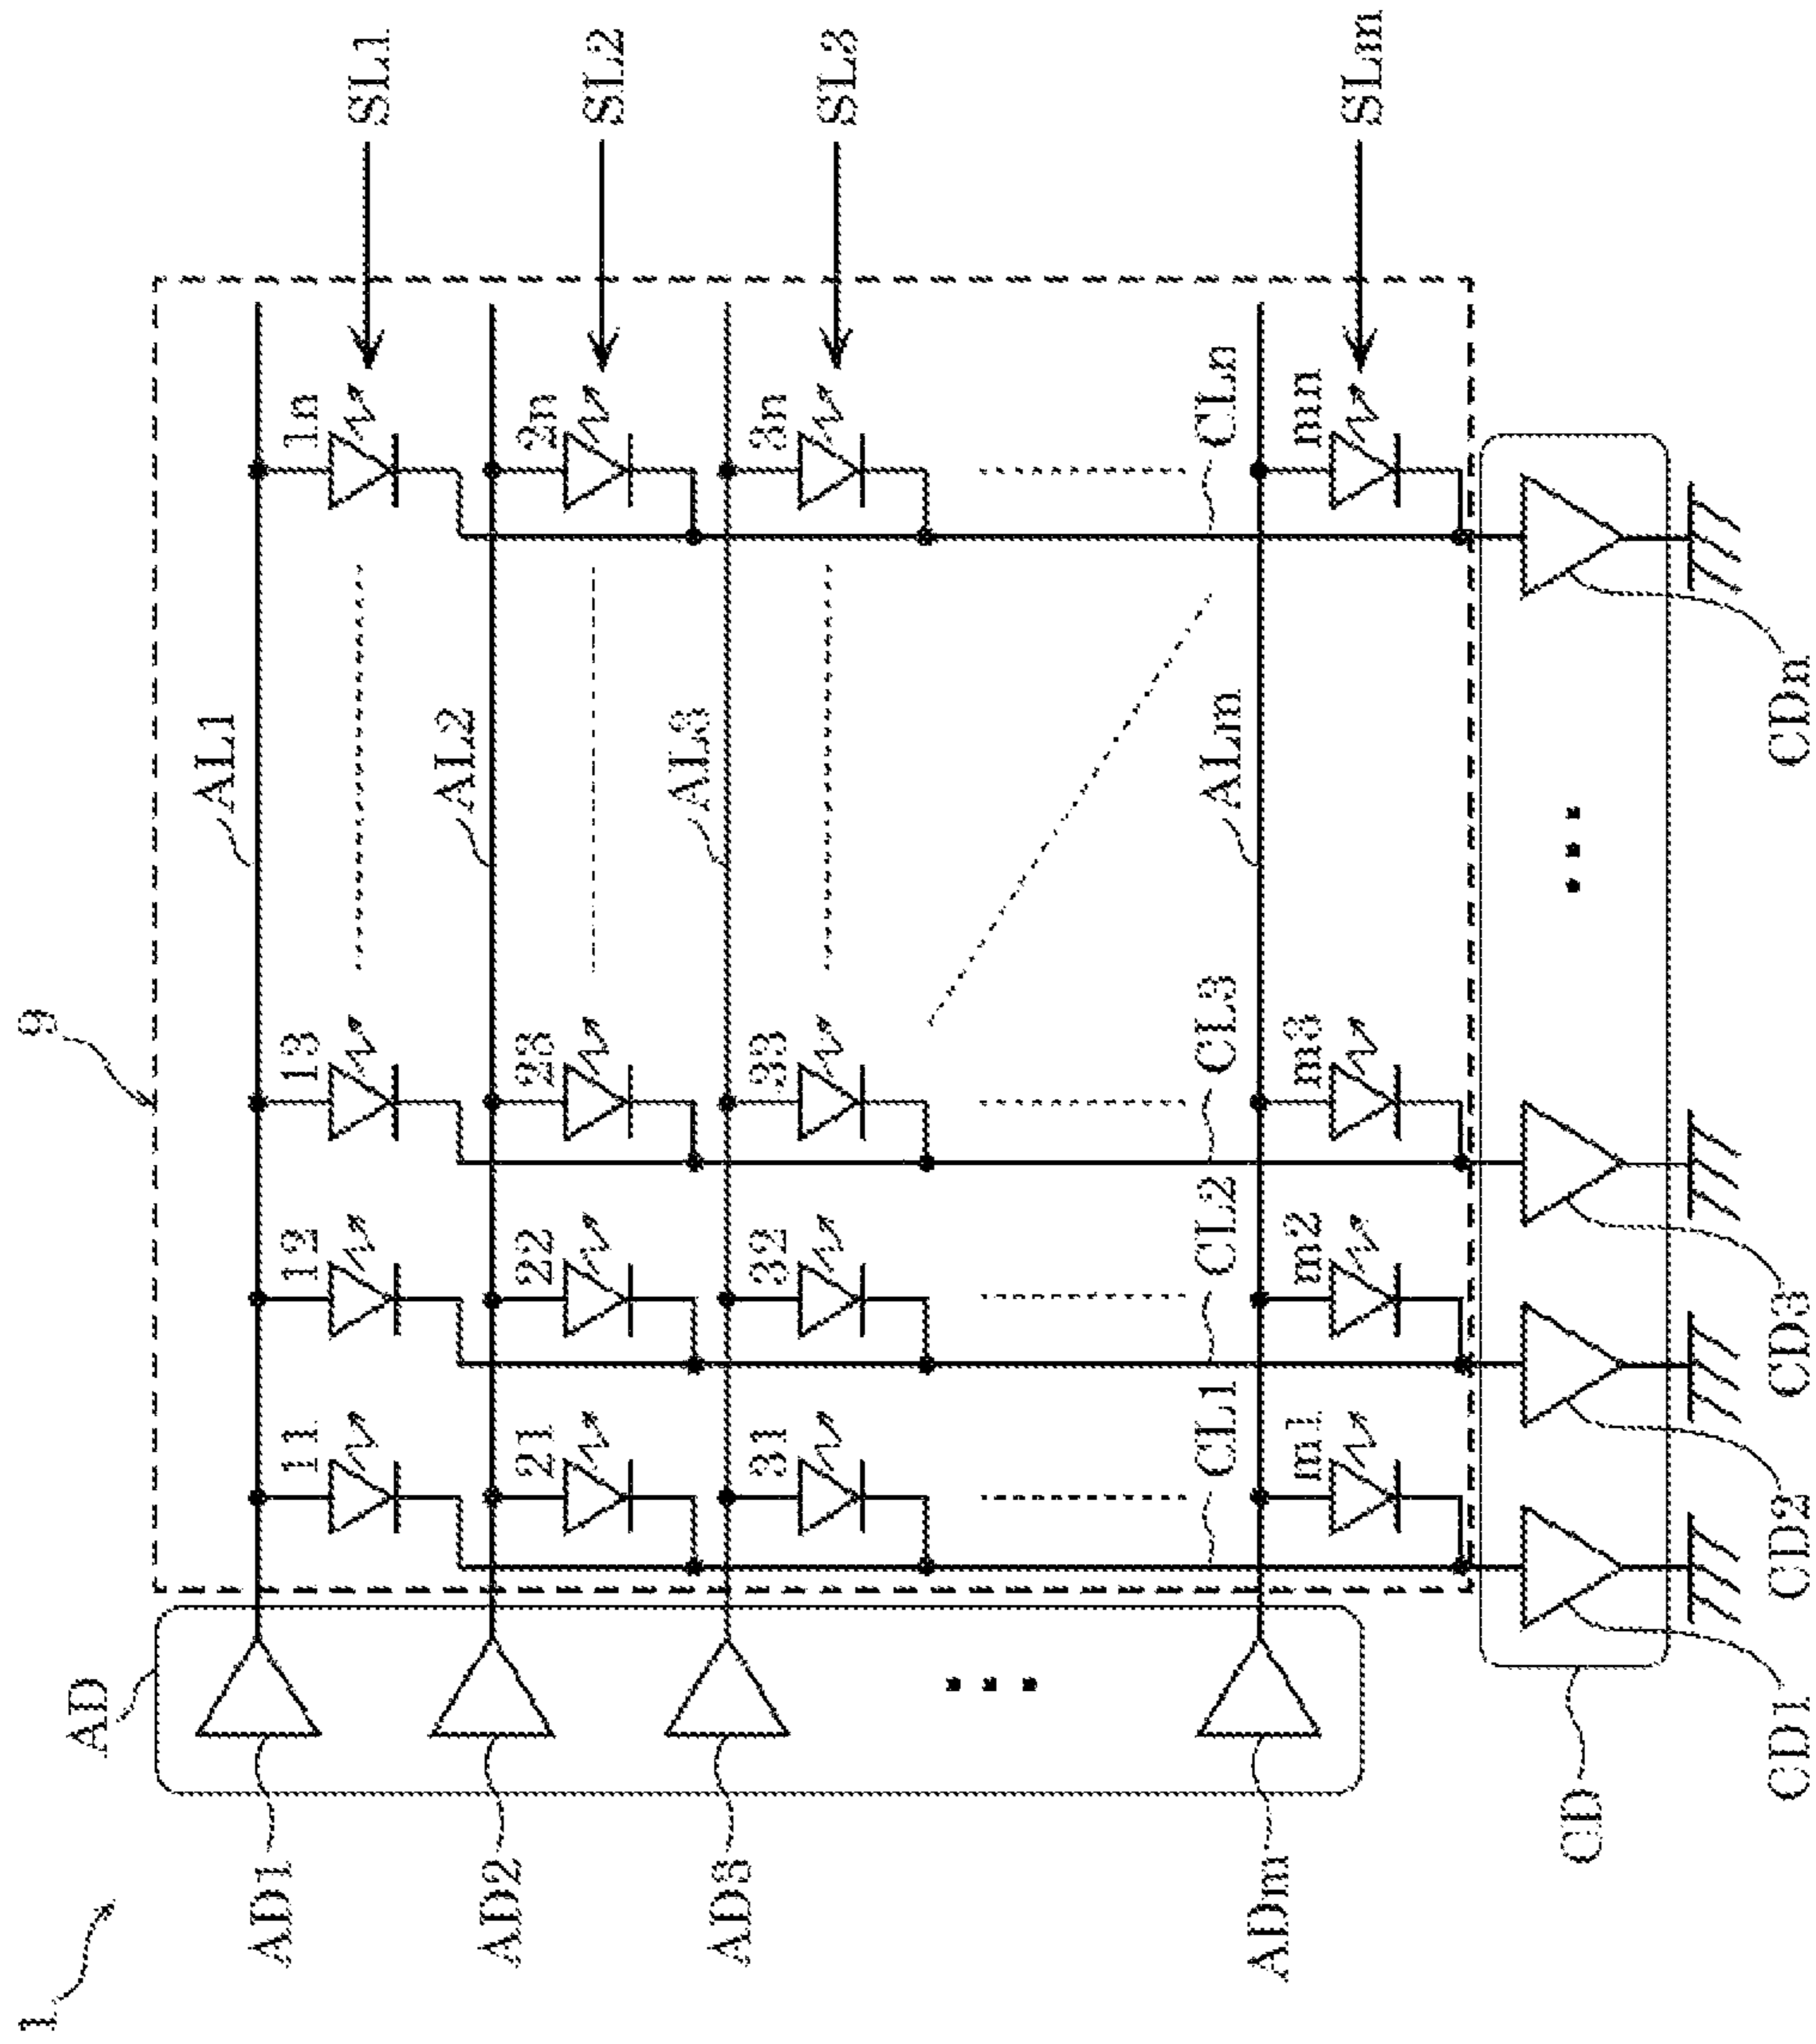 1
9
AD
AD1
AD2
AD3
ADm
AL1
AL2
AL3
ALm
11
12
13
1n
SL1
21
22
23
2n
SL2
31
32
33
3n
SL3
CL1
CL2
CL3
CLn
m1
m2
m3
mn
SLm
CD
CD1
CD2
CD3
CDn